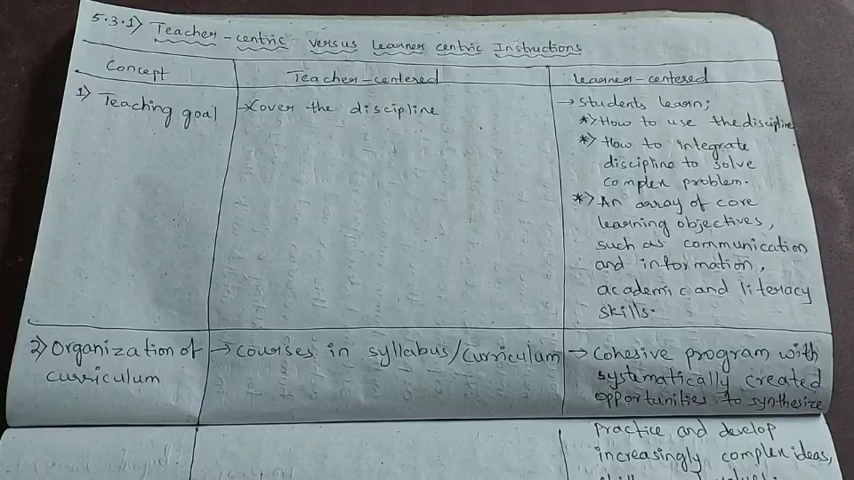 5.3.1) Teacher-centric versus learner centric Instructions
Concept
Teacher-centered
learner-centered
1) Teaching goal
→ Cover the discipline
→ Students learn;
*) How to use the discipline
*) How to integrate
discipline to solve
complex problem.
*) An array of core
learning objectives,
such as communication
and information,
academic and literacy
skills.
2) Organization of
curriculum
→ Courses in syllabus/curriculum
→ Cohesive program with
systematically created
opportunities to synthesize
practice and develop
increasingly complex ideas,